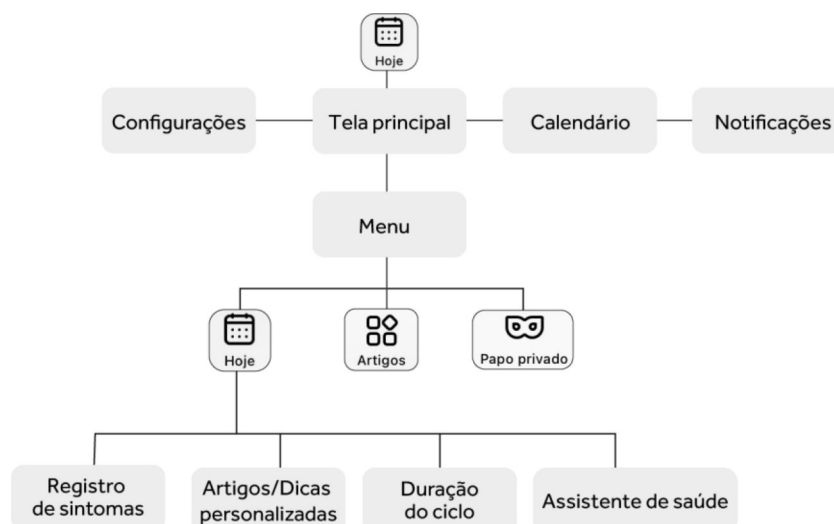 Hoje
Configurações
Tela principal
Calendário
Notificações
Menu
Hoje
Artigos
Papo privado
Registro
de sintomas
Artigos/Dicas
personalizadas
Duração
do ciclo
Assistente de saúde